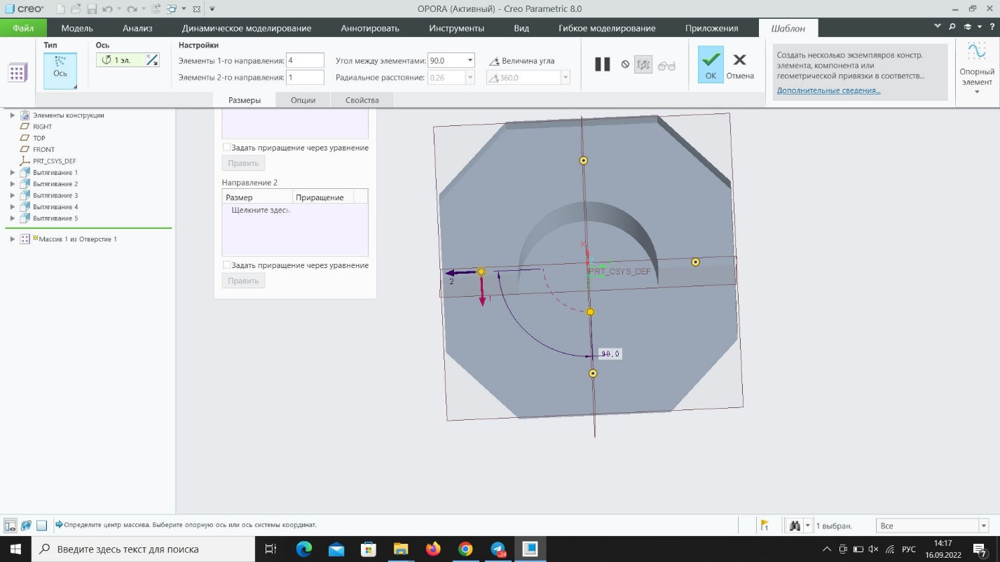 creo
OPORA (Активный) - Creo Parametric 8.0
Файл
Модель
Анализ
Динамическое моделирование
Аннотировать
Инструменты
Вид
Гибкое моделирование
Приложения
Шаблон
Тип
Ось
Ось
1 эл.
Настройки
Элементы 1-го направления: 4
Угол между элементами: 90.0
Величина угла
Элементы 2-го направления: 1
Радиальное расстояние: 0.26
360.0
OK
Отмена
Создать несколько экземпляров констр.
элемента, компонента или
геометрической привязки в соответств...
Дополнительные сведения...
Опорный
элемент
Размеры
Опции
Свойства
Элементы конструкции
RIGHT
TOP
FRONT
PRT_CSYS_DEF
Вытягивание 1
Вытягивание 2
Вытягивание 3
Вытягивание 4
Вытягивание 5
Массив 1 из Отверстие 1
Задать приращение через уравнение
Править
Направление 2
Размер
Приращение
Щелкните здесь,
Задать приращение через уравнение
Править
X
Z
PRT_CSYS_DEF
2
1
90.0
Определите центр массива. Выберите опорную ось или ось системы координат.
1
1 выбран.
Все
Введите здесь текст для поиска
24
РУС
14:17
16.09.2022
7